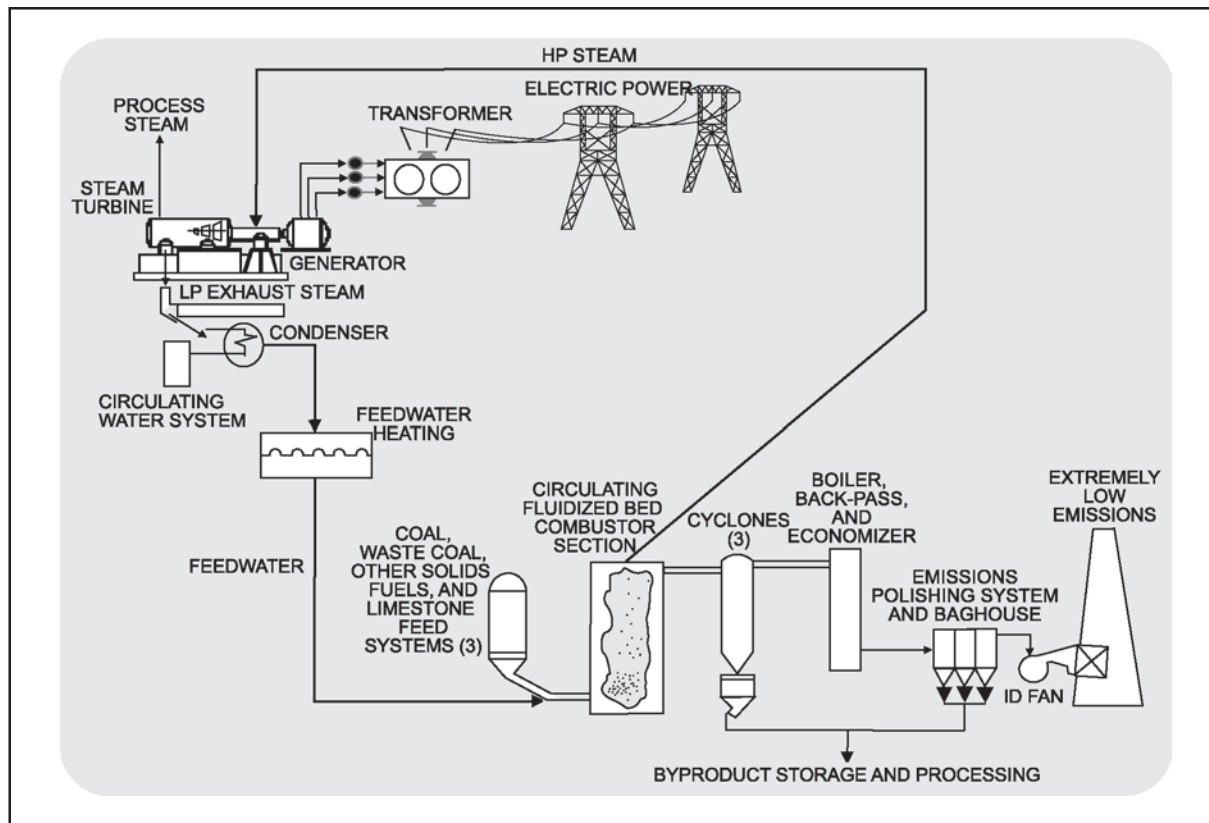 HP STEAM
ELECTRIC POWER
PROCESS
STEAM
TRANSFORMER
STEAM
TURBINE
GENERATOR
LP EXHAUST STEAM
CONDENSER
CIRCULATING
WATER SYSTEM
FEEDWATER
HEATING
FEEDWATER
COAL,
WASTE COAL,
OTHER SOLIDS
FUELS, AND
LIMESTONE
FEED
SYSTEMS (3)
CIRCULATING
FLUIDIZED BED
COMBUSTOR
SECTION
CYCLONES
(3)
BOILER,
BACK-PASS,
AND
ECONOMIZER
EMISSIONS
POLISHING SYSTEM
AND BAGHOUSE
EXTREMELY
LOW
EMISSIONS
ID FAN
BYPRODUCT STORAGE AND PROCESSING